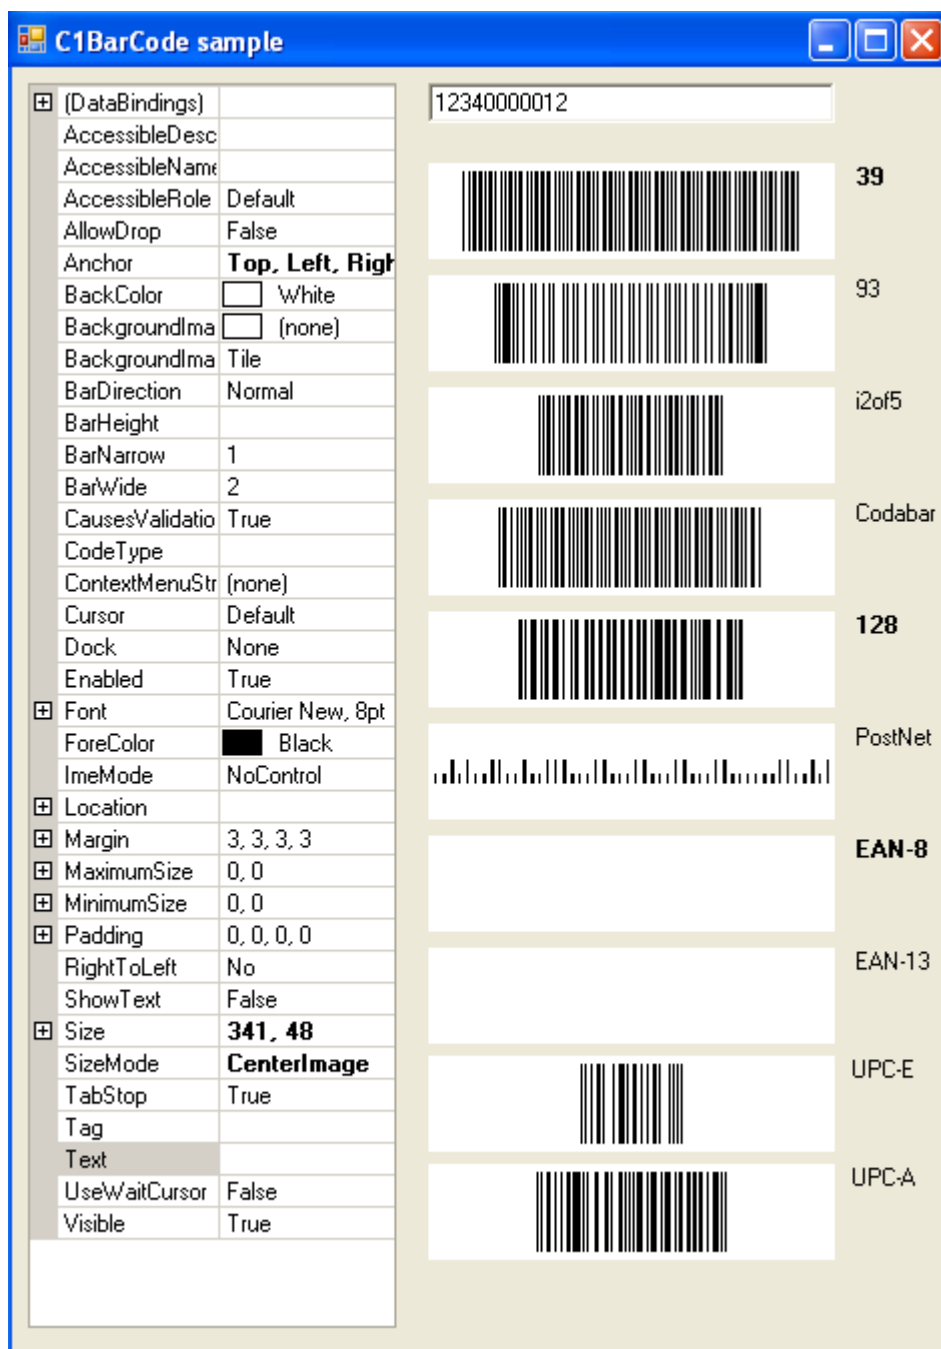 C1BarCode sample
(DataBindings)
AccessibleDesc
AccessibleName
AccessibleRole Default
AllowDrop False
Anchor Top, Left, Righ
BackColor White
BackgroundIma (none)
BackgroundIma Tile
BarDirection Normal
BarHeight
BarNarrow 1
BarWide 2
CausesValidatio True
CodeType
ContextMenuStr (none)
Cursor Default
Dock None
Enabled True
Font Courier New, 8pt
ForeColor Black
ImeMode NoControl
Location
Margin 3, 3, 3, 3
MaximumSize 0, 0
MinimumSize 0, 0
Padding 0, 0, 0, 0
RightToLeft No
ShowText False
Size 341, 48
SizeMode CenterImage
TabStop True
Tag
Text
UseWaitCursor False
Visible True
12340000012
39
93
i2of5
Codabar
128
PostNet
EAN-8
EAN-13
UPC-E
UPC-A